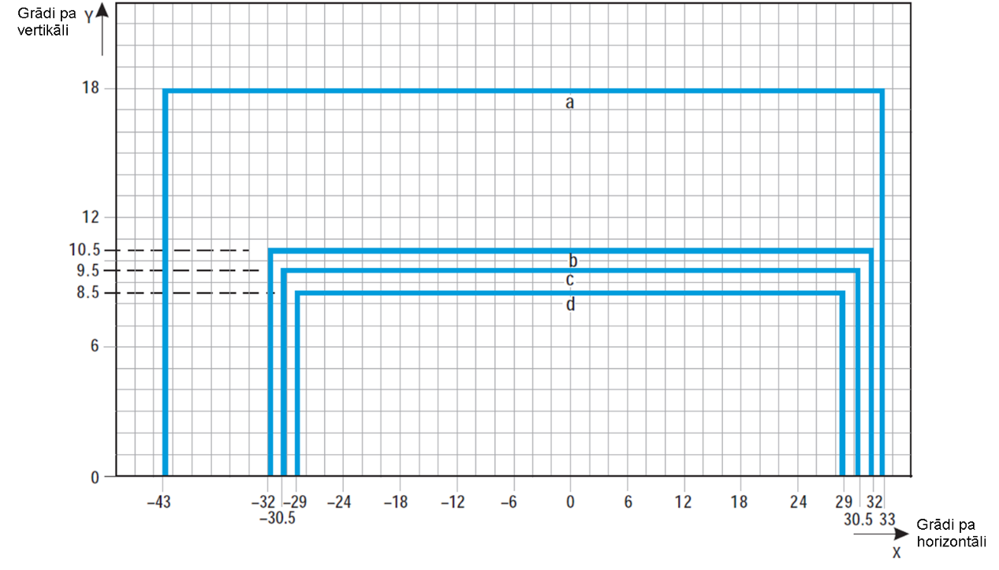 Grādi pa
vertikāli
Y
18
a
12
10.5
b
9.5
c
8.5
d
6
0
–43 –32 –29 –24 –18 –12 –6 0 6 12 18 24 29 32
–30.5 30.5 33
Grādi pa
horizontāli
X